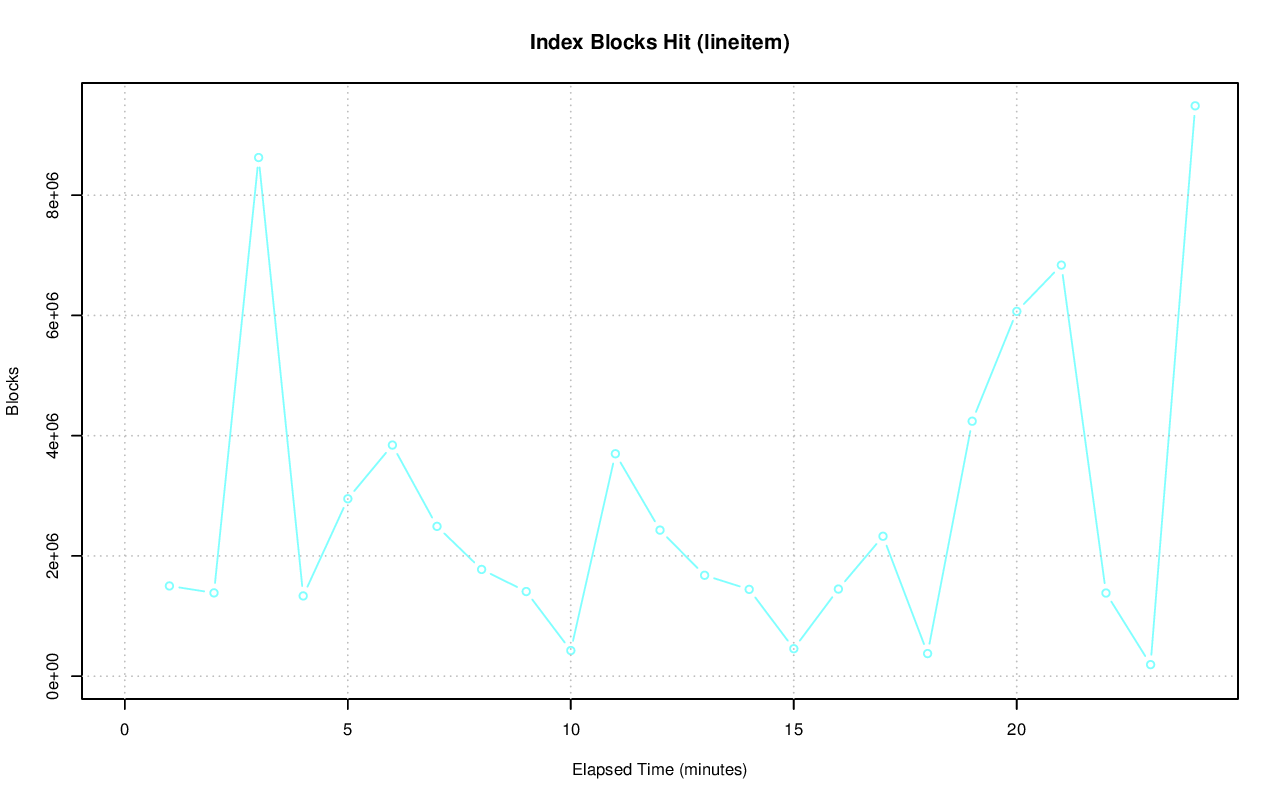 Index Blocks Hit (lineitem)
Blocks
8e+06
6e+06
4e+06
2e+06
0e+00
0 5 10 15 20
Elapsed Time (minutes)